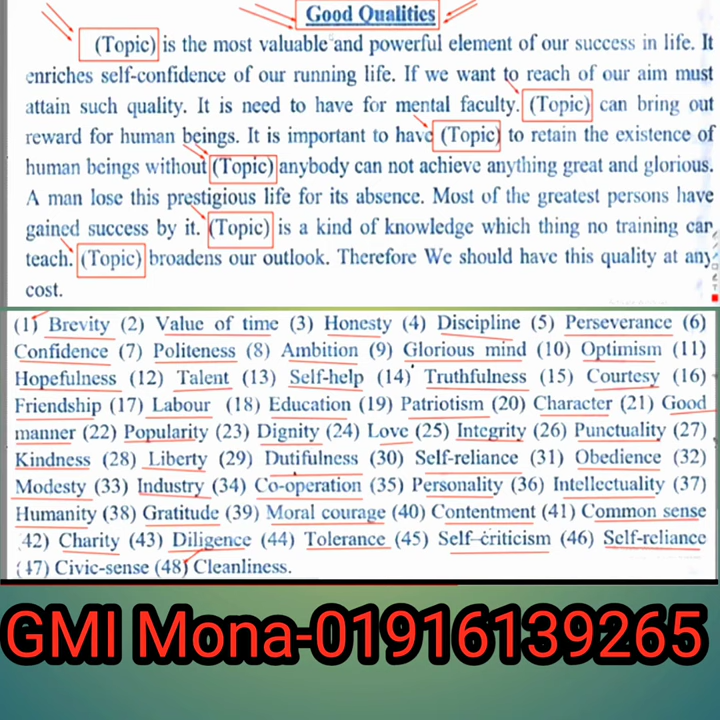 Good Qualities
(Topic) is the most valuable and powerful element of our success in life. It
enriches self-confidence of our running life. If we want to reach of our aim must
attain such quality. It is need to have for mental faculty. (Topic) can bring out
reward for human beings. It is important to have (Topic) to retain the existence of
human beings without (Topic) anybody can not achieve anything great and glorious.
A man lose this prestigious life for its absence. Most of the greatest persons have
gained success by it. (Topic) is a kind of knowledge which thing no training can
teach. (Topic) broadens our outlook. Therefore We should have this quality at any
cost.
(1) Brevity (2) Value of time (3) Honesty (4) Discipline (5) Perseverance (6)
Confidence (7) Politeness (8) Ambition (9) Glorious mind (10) Optimism (11)
Hopefulness (12) Talent (13) Self-help (14) Truthfulness (15) Courtesy (16)
Friendship (17) Labour (18) Education (19) Patriotism (20) Character (21) Good
manner (22) Popularity (23) Dignity (24) Love (25) Integrity (26) Punctuality (27)
Kindness (28) Liberty (29) Dutifulness (30) Self-reliance (31) Obedience (32)
Modesty (33) Industry (34) Co-operation (35) Personality (36) Intellectuality (37)
Humanity (38) Gratitude (39) Moral courage (40) Contentment (41) Common sense
42) Charity (43) Diligence (44) Tolerance (45) Self-criticism (46) Self-reliance
(47) Civic-sense (48) Cleanliness.
GMI Mona-01916139265